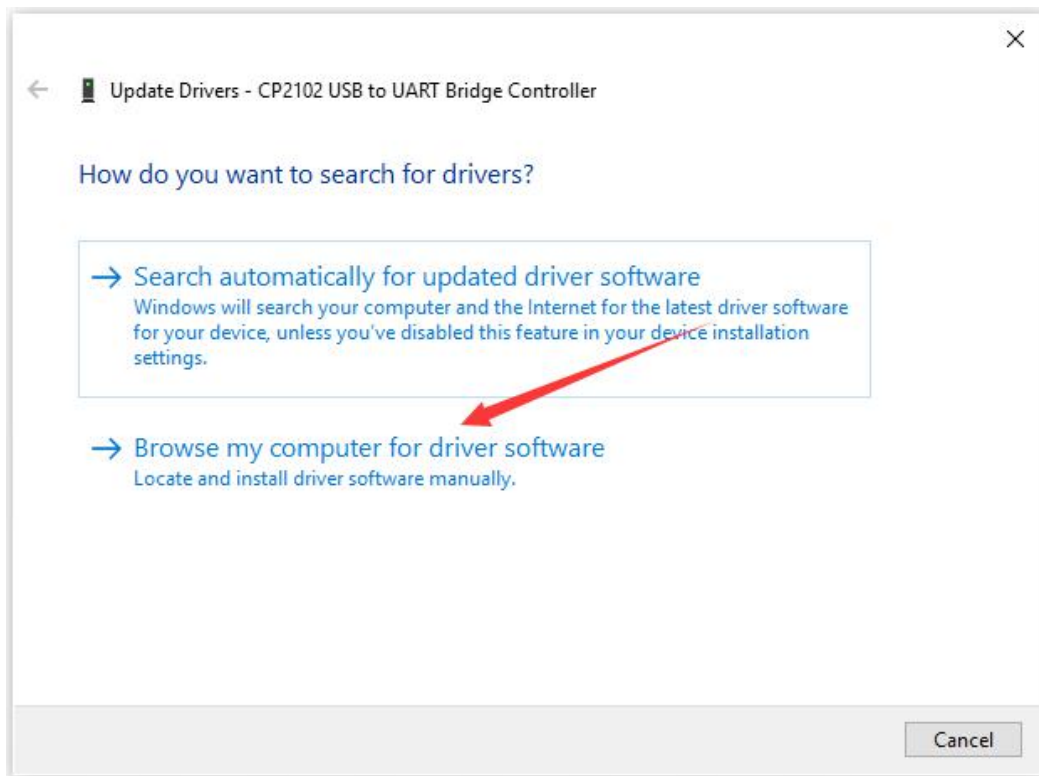 Update Drivers - CP2102 USB to UART Bridge Controller
How do you want to search for drivers?
Search automatically for updated driver software
Windows will search your computer and the Internet for the latest driver software
for your device, unless you've disabled this feature in your device installation
settings.
Browse my computer for driver software
Locate and install driver software manually.
Cancel